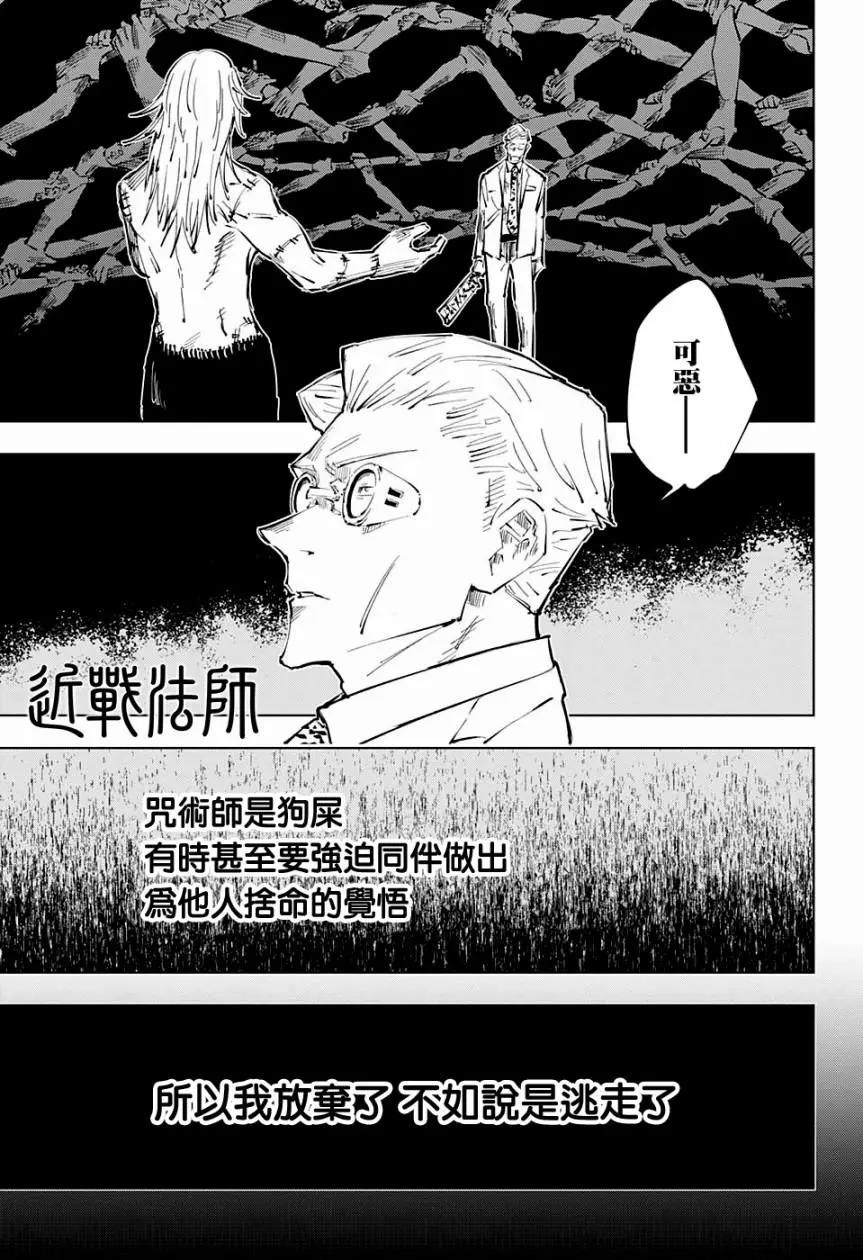 可惡——
近戰法師
咒術師是狗屎
有時甚至要強迫同伴做出
爲他人捨命的覺悟
所以我放棄了 不如說是逃走了